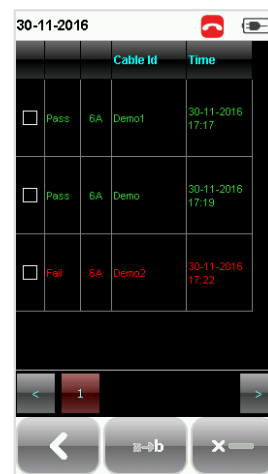 30-11-2016
Cable Id Time
Pass 6A Demo1 30-11-2016
17:17
Pass 6A Demo 30-11-2016
17:19
Fail 6A Demo2 30-11-2016
17:22
< 1 >
a→b
x